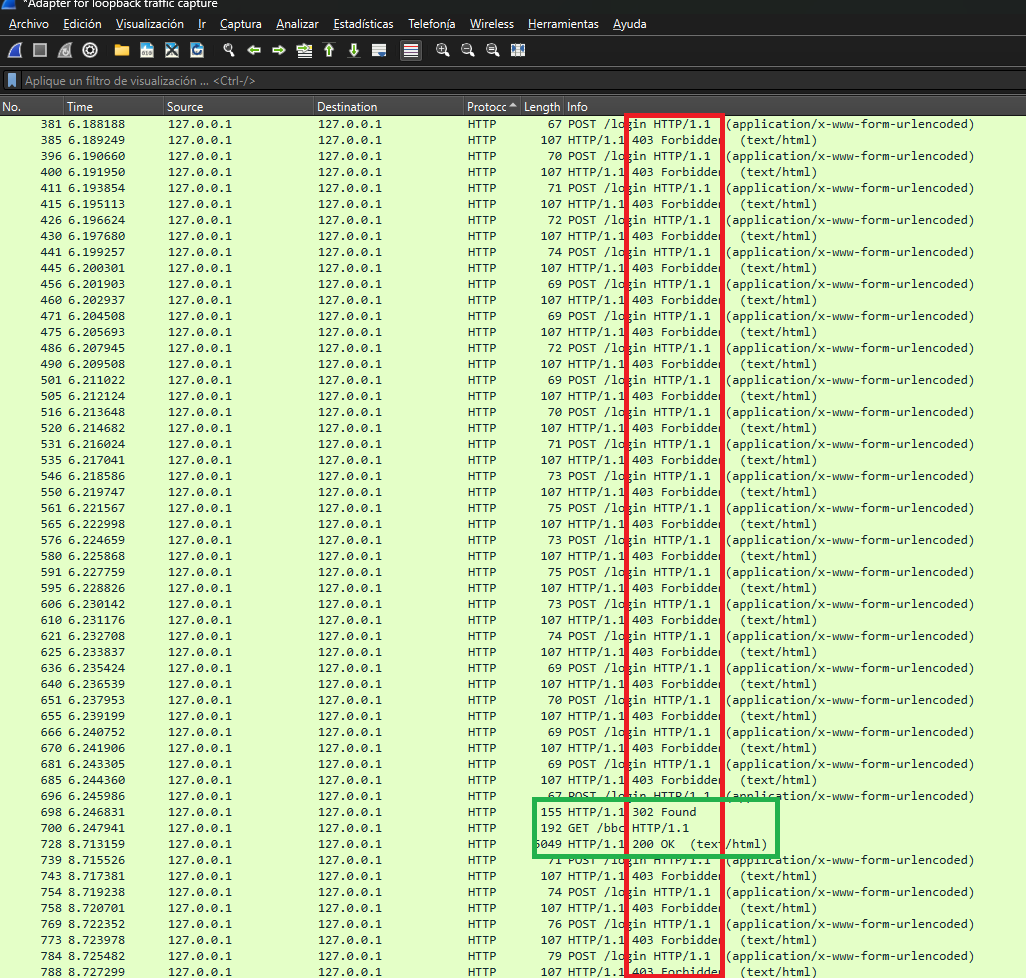 *Adapter for loopback traffic capture
Archivo Edición Visualización Ir Captura Analizar Estadísticas Telefonía Wireless Herramientas Ayuda
Aplique un filtro de visualización ... <Ctrl-/>
No. Time Source Destination Protocc Length Info
381 6.188188 127.0.0.1 127.0.0.1 HTTP 67 POST /login HTTP/1.1 (application/x-www-form-urlencoded)
385 6.189249 127.0.0.1 127.0.0.1 HTTP 107 HTTP/1.1 403 Forbidden (text/html)
396 6.190660 127.0.0.1 127.0.0.1 HTTP 70 POST /login HTTP/1.1 (application/x-www-form-urlencoded)
400 6.191950 127.0.0.1 127.0.0.1 HTTP 107 HTTP/1.1 403 Forbidden (text/html)
411 6.193854 127.0.0.1 127.0.0.1 HTTP 71 POST /login HTTP/1.1 (application/x-www-form-urlencoded)
415 6.195113 127.0.0.1 127.0.0.1 HTTP 107 HTTP/1.1 403 Forbidden (text/html)
426 6.196624 127.0.0.1 127.0.0.1 HTTP 72 POST /login HTTP/1.1 (application/x-www-form-urlencoded)
430 6.197680 127.0.0.1 127.0.0.1 HTTP 107 HTTP/1.1 403 Forbidden (text/html)
441 6.199257 127.0.0.1 127.0.0.1 HTTP 74 POST /login HTTP/1.1 (application/x-www-form-urlencoded)
445 6.200301 127.0.0.1 127.0.0.1 HTTP 107 HTTP/1.1 403 Forbidden (text/html)
456 6.201903 127.0.0.1 127.0.0.1 HTTP 69 POST /login HTTP/1.1 (application/x-www-form-urlencoded)
460 6.202937 127.0.0.1 127.0.0.1 HTTP 107 HTTP/1.1 403 Forbidden (text/html)
471 6.204508 127.0.0.1 127.0.0.1 HTTP 69 POST /login HTTP/1.1 (application/x-www-form-urlencoded)
475 6.205693 127.0.0.1 127.0.0.1 HTTP 107 HTTP/1.1 403 Forbidden (text/html)
486 6.207945 127.0.0.1 127.0.0.1 HTTP 72 POST /login HTTP/1.1 (application/x-www-form-urlencoded)
490 6.209508 127.0.0.1 127.0.0.1 HTTP 107 HTTP/1.1 403 Forbidden (text/html)
501 6.211022 127.0.0.1 127.0.0.1 HTTP 69 POST /login HTTP/1.1 (application/x-www-form-urlencoded)
505 6.212124 127.0.0.1 127.0.0.1 HTTP 107 HTTP/1.1 403 Forbidden (text/html)
516 6.213648 127.0.0.1 127.0.0.1 HTTP 70 POST /login HTTP/1.1 (application/x-www-form-urlencoded)
520 6.214682 127.0.0.1 127.0.0.1 HTTP 107 HTTP/1.1 403 Forbidden (text/html)
531 6.216024 127.0.0.1 127.0.0.1 HTTP 71 POST /login HTTP/1.1 (application/x-www-form-urlencoded)
535 6.217041 127.0.0.1 127.0.0.1 HTTP 107 HTTP/1.1 403 Forbidden (text/html)
546 6.218586 127.0.0.1 127.0.0.1 HTTP 73 POST /login HTTP/1.1 (application/x-www-form-urlencoded)
550 6.219747 127.0.0.1 127.0.0.1 HTTP 107 HTTP/1.1 403 Forbidden (text/html)
561 6.221567 127.0.0.1 127.0.0.1 HTTP 75 POST /login HTTP/1.1 (application/x-www-form-urlencoded)
565 6.222998 127.0.0.1 127.0.0.1 HTTP 107 HTTP/1.1 403 Forbidden (text/html)
576 6.224659 127.0.0.1 127.0.0.1 HTTP 73 POST /login HTTP/1.1 (application/x-www-form-urlencoded)
580 6.225868 127.0.0.1 127.0.0.1 HTTP 107 HTTP/1.1 403 Forbidden (text/html)
591 6.227759 127.0.0.1 127.0.0.1 HTTP 75 POST /login HTTP/1.1 (application/x-www-form-urlencoded)
595 6.228826 127.0.0.1 127.0.0.1 HTTP 107 HTTP/1.1 403 Forbidden (text/html)
606 6.230142 127.0.0.1 127.0.0.1 HTTP 73 POST /login HTTP/1.1 (application/x-www-form-urlencoded)
610 6.231176 127.0.0.1 127.0.0.1 HTTP 107 HTTP/1.1 403 Forbidden (text/html)
621 6.232708 127.0.0.1 127.0.0.1 HTTP 74 POST /login HTTP/1.1 (application/x-www-form-urlencoded)
625 6.233837 127.0.0.1 127.0.0.1 HTTP 107 HTTP/1.1 403 Forbidden (text/html)
636 6.235424 127.0.0.1 127.0.0.1 HTTP 69 POST /login HTTP/1.1 (application/x-www-form-urlencoded)
640 6.236539 127.0.0.1 127.0.0.1 HTTP 107 HTTP/1.1 403 Forbidden (text/html)
651 6.237953 127.0.0.1 127.0.0.1 HTTP 70 POST /login HTTP/1.1 (application/x-www-form-urlencoded)
655 6.239199 127.0.0.1 127.0.0.1 HTTP 107 HTTP/1.1 403 Forbidden (text/html)
666 6.240752 127.0.0.1 127.0.0.1 HTTP 69 POST /login HTTP/1.1 (application/x-www-form-urlencoded)
670 6.241906 127.0.0.1 127.0.0.1 HTTP 107 HTTP/1.1 403 Forbidden (text/html)
681 6.243305 127.0.0.1 127.0.0.1 HTTP 69 POST /login HTTP/1.1 (application/x-www-form-urlencoded)
685 6.244360 127.0.0.1 127.0.0.1 HTTP 107 HTTP/1.1 403 Forbidden (text/html)
696 6.245986 127.0.0.1 127.0.0.1 HTTP 67 POST /login HTTP/1.1 (application/x-www-form-urlencoded)
698 6.246831 127.0.0.1 127.0.0.1 HTTP 155 HTTP/1.1 302 Found
700 6.247941 127.0.0.1 127.0.0.1 HTTP 192 GET /bbc HTTP/1.1
728 8.713159 127.0.0.1 127.0.0.1 HTTP 5049 HTTP/1.1 200 OK (text/html)
739 8.715526 127.0.0.1 127.0.0.1 HTTP 71 POST /login HTTP/1.1 (application/x-www-form-urlencoded)
743 8.717381 127.0.0.1 127.0.0.1 HTTP 107 HTTP/1.1 403 Forbidden (text/html)
754 8.719238 127.0.0.1 127.0.0.1 HTTP 74 POST /login HTTP/1.1 (application/x-www-form-urlencoded)
758 8.720701 127.0.0.1 127.0.0.1 HTTP 107 HTTP/1.1 403 Forbidden (text/html)
769 8.722352 127.0.0.1 127.0.0.1 HTTP 76 POST /login HTTP/1.1 (application/x-www-form-urlencoded)
773 8.723978 127.0.0.1 127.0.0.1 HTTP 107 HTTP/1.1 403 Forbidden (text/html)
784 8.725482 127.0.0.1 127.0.0.1 HTTP 79 POST /login HTTP/1.1 (application/x-www-form-urlencoded)
788 8.727299 127.0.0.1 127.0.0.1 HTTP 107 HTTP/1.1 403 Forbidden (text/html)